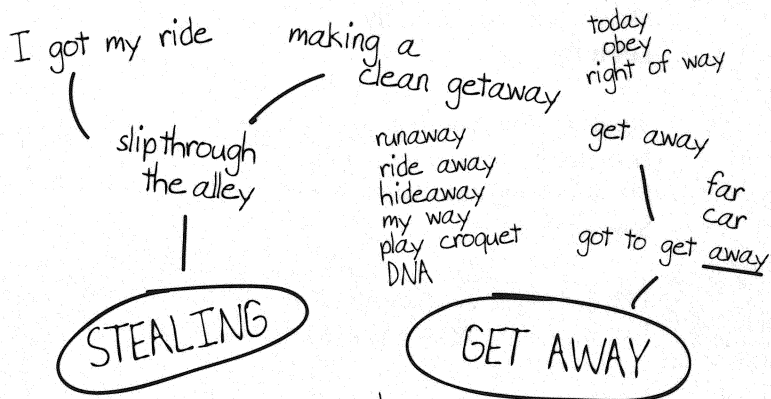 I got my ride
making a
clean getaway
today
obey
right of way
slip through
the alley
runaway
ride away
hideaway
my way
play croquet
DNA
get away
far
car
got to get away
STEALING
GET AWAY